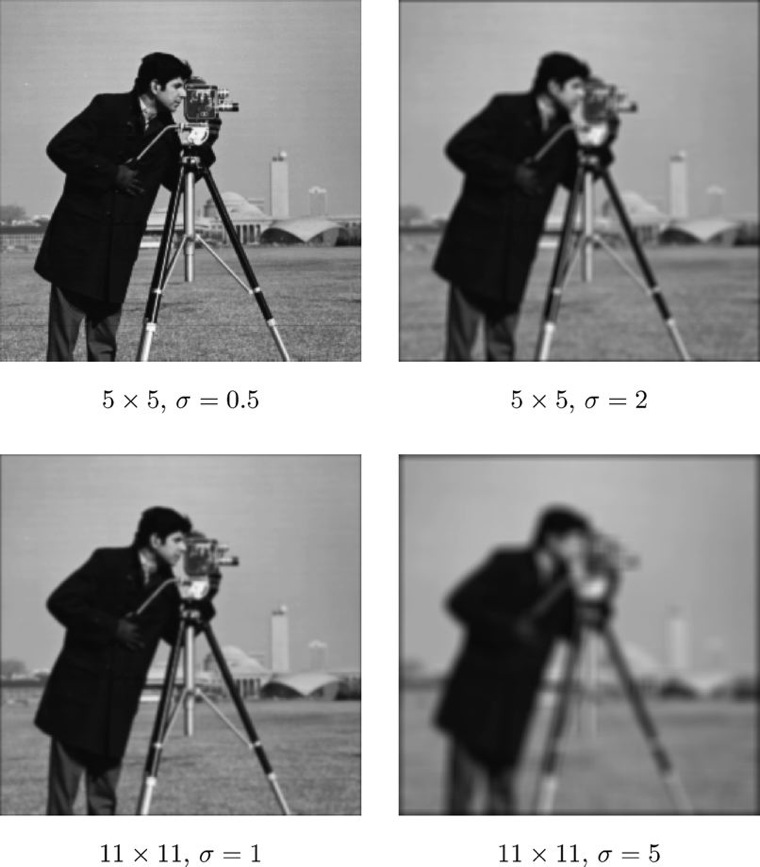 5 × 5, σ = 0.5
5 × 5, σ = 2
11 × 11, σ = 1
11 × 11, σ = 5